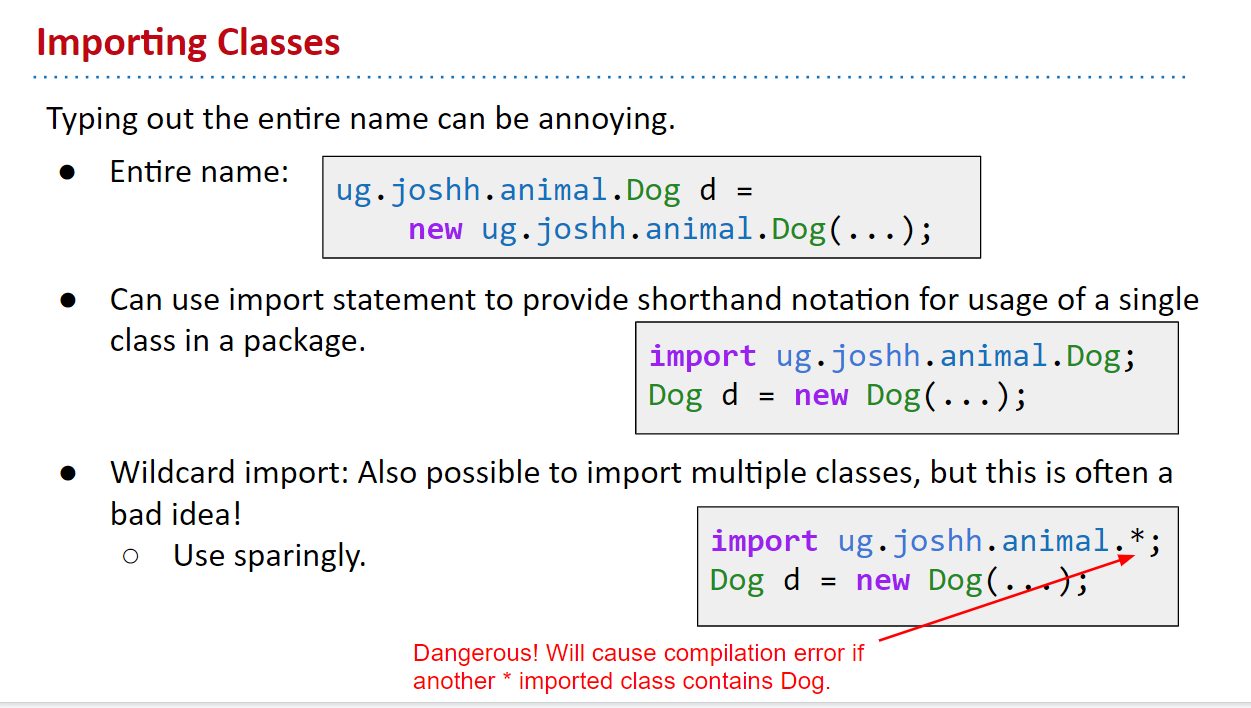 Importing Classes
Typing out the entire name can be annoying.
● Entire name:
ug.joshh.animal.Dog d =
new ug.joshh.animal.Dog(...);
● Can use import statement to provide shorthand notation for usage of a single
class in a package.
import ug.joshh.animal.Dog;
Dog d = new Dog(...);
● Wildcard import: Also possible to import multiple classes, but this is often a
bad idea!
○ Use sparingly.
import ug.joshh.animal.*;
Dog d = new Dog(...);
Dangerous! Will cause compilation error if
another * imported class contains Dog.